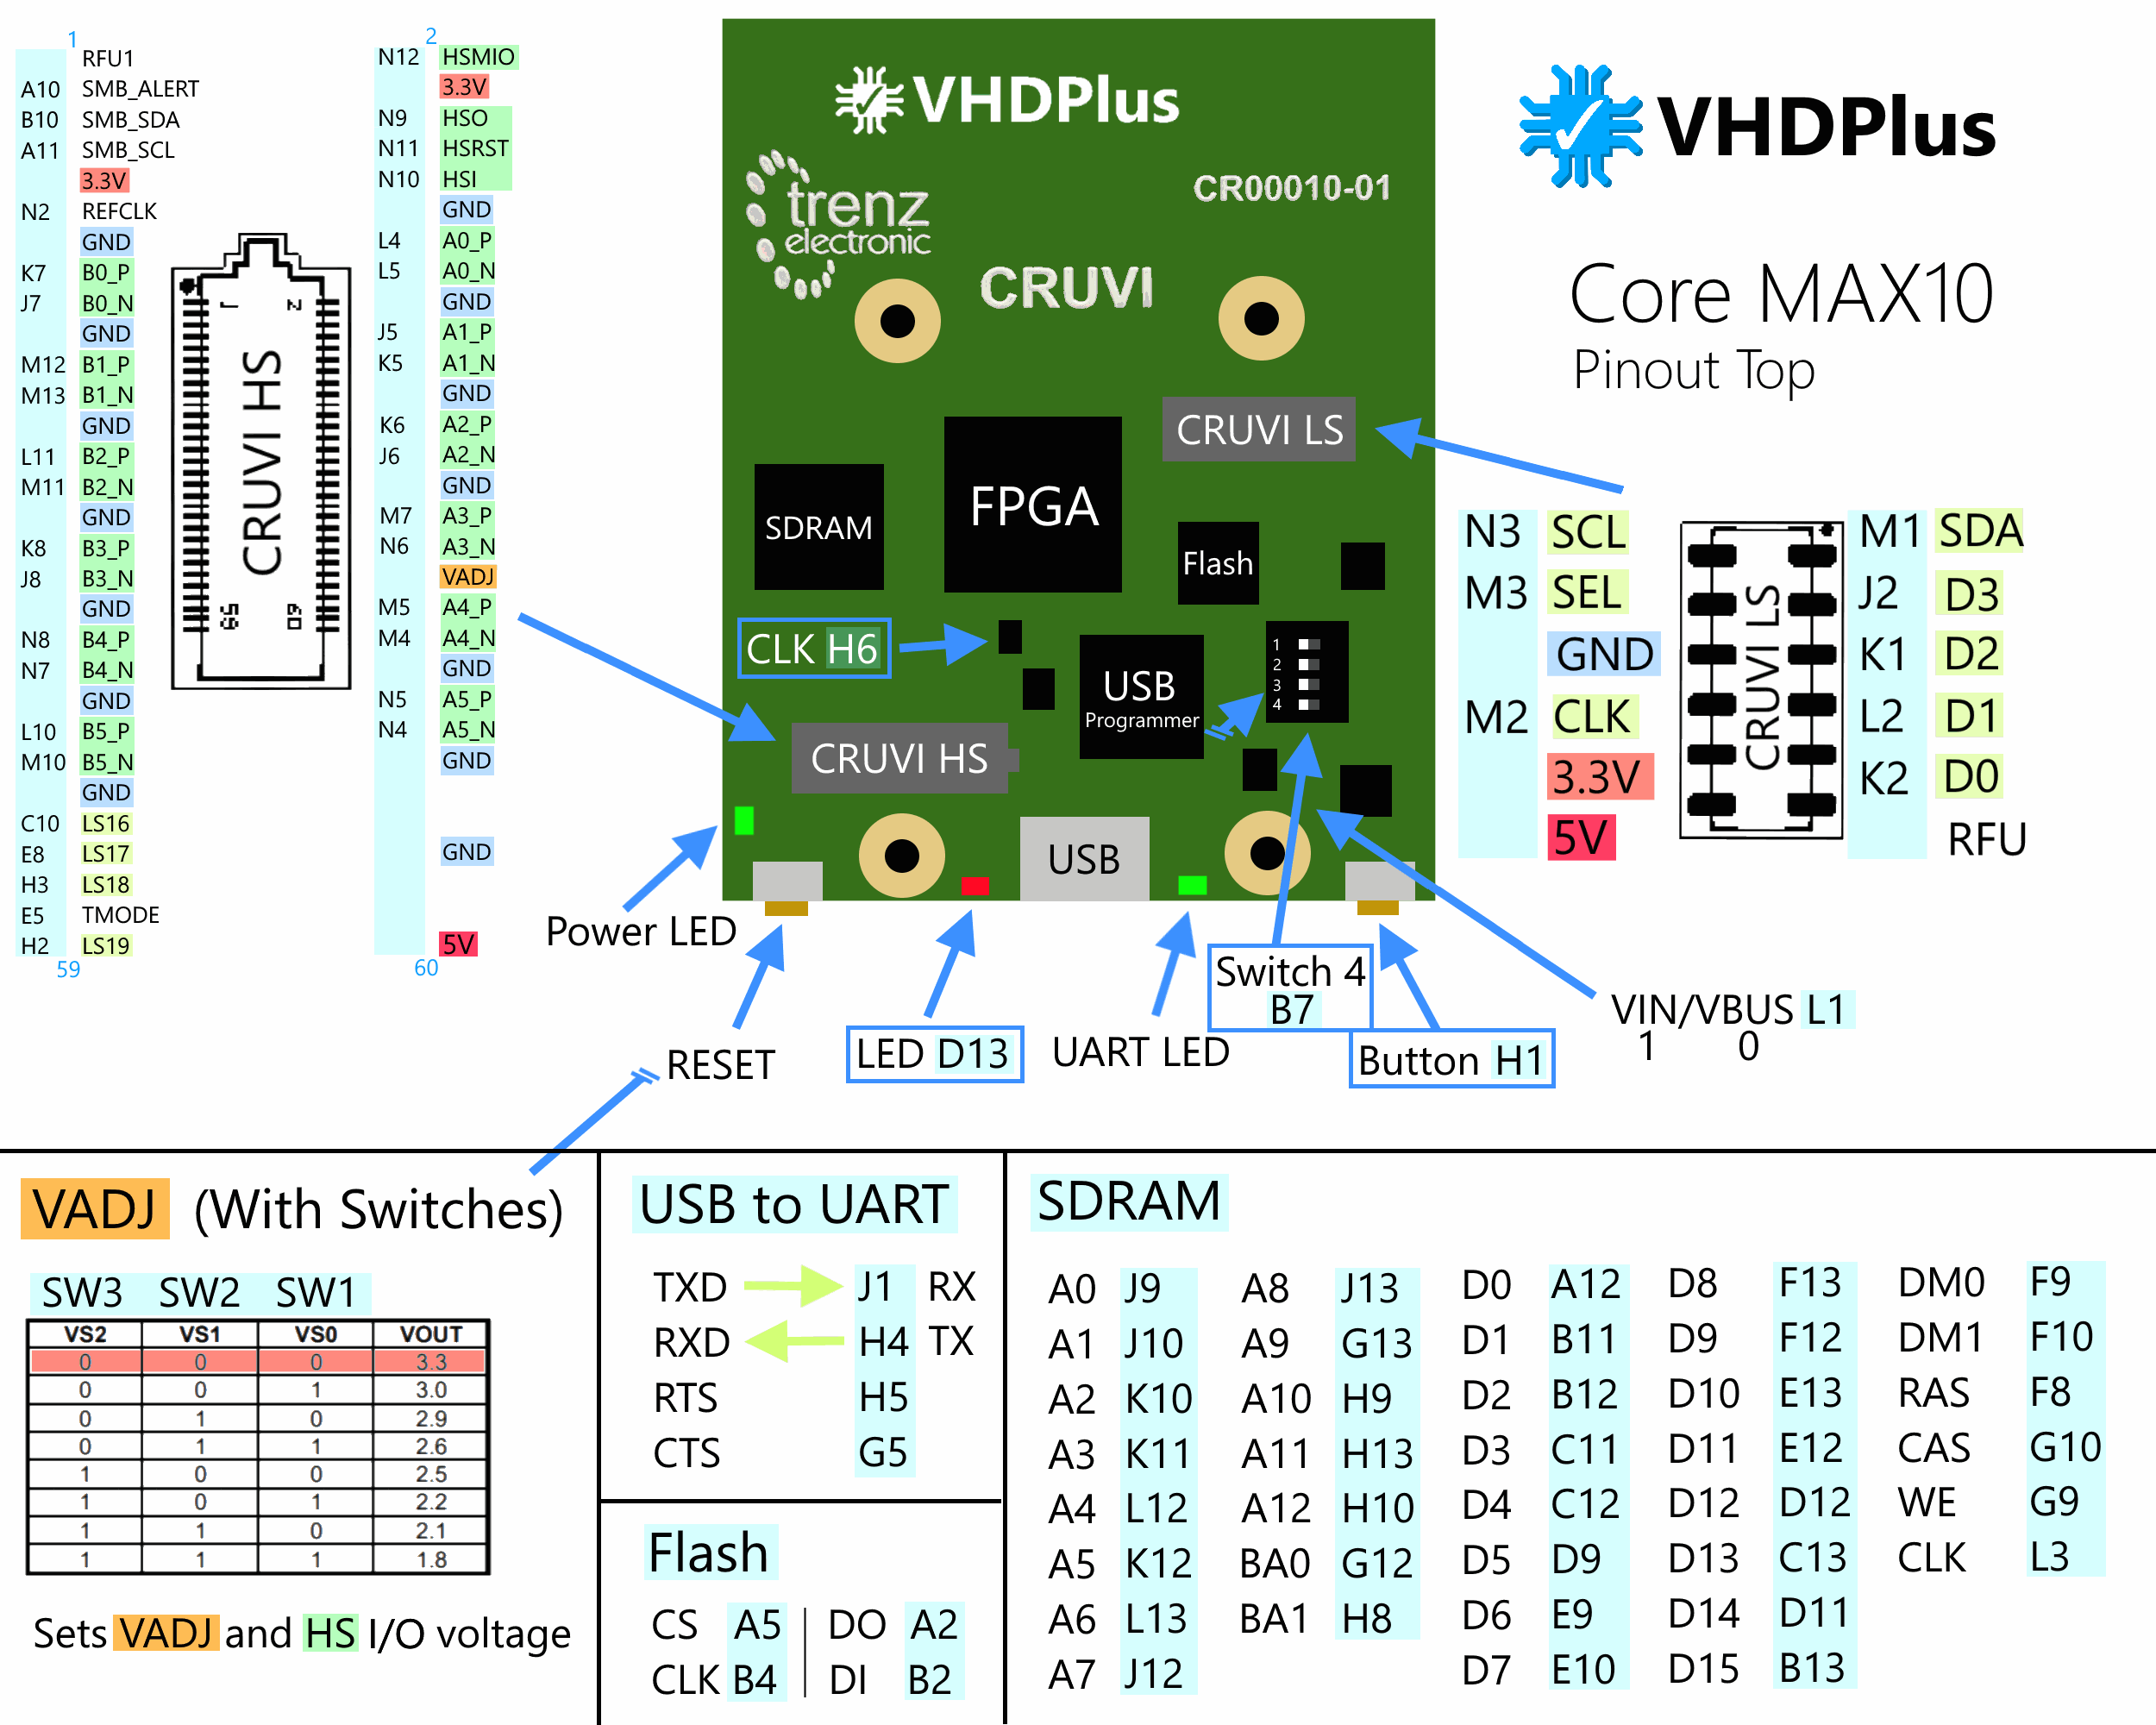 1
RFU1
A10 SMB_ALERT
B10 SMB_SDA
A11 SMB_SCL
3.3V
N2 REFCLK
GND
K7 B0_P
J7 B0_N
GND
M12 B1_P
M13 B1_N
GND
L11 B2_P
M11 B2_N
GND
K8 B3_P
J8 B3_N
GND
N8 B4_P
N7 B4_N
GND
L10 B5_P
M10 B5_N
GND
C10 LS16
E8 LS17
H3 LS18
E5 TMODE
H2 LS19
59
1 2
CRUVI HS
59 60
2
N12 HSMIO
3.3V
N9 HSO
N11 HSRST
N10 HSI
GND
L4 A0_P
L5 A0_N
GND
J5 A1_P
K5 A1_N
GND
K6 A2_P
J6 A2_N
GND
M7 A3_P
N6 A3_N
VADJ
M5 A4_P
M4 A4_N
GND
N5 A5_P
N4 A5_N
GND
GND
5V
60
VHDPlus
trenz
electronic
CR00010-01
CRUVI
CRUVI LS
SDRAM
FPGA
Flash
CLK H6
USB
Programmer
1
2
3
4
CRUVI HS
USB
Power LED
RESET
LED D13
UART LED
Switch 4
B7
Button H1
VIN/VBUS L1
1 0
VHDPlus
Core MAX10
Pinout Top
N3 SCL
M3 SEL
GND
M2 CLK
3.3V
5V
CRUVI LS
M1 SDA
J2 D3
K1 D2
L2 D1
K2 D0
RFU
VADJ (With Switches)
SW3 SW2 SW1
VS2 VS1 VS0 VOUT
0 0 0 3.3
0 0 1 3.0
0 1 0 2.9
0 1 1 2.6
1 0 0 2.5
1 0 1 2.2
1 1 0 2.1
1 1 1 1.8
Sets VADJ and HS I/O voltage
USB to UART
TXD J1 RX
RXD H4 TX
RTS H5
CTS G5
Flash
CS A5 DO A2
CLK B4 DI B2
SDRAM
A0 J9 A8 J13 D0 A12 D8 F13 DM0 F9
A1 J10 A9 G13 D1 B11 D9 F12 DM1 F10
A2 K10 A10 H9 D2 B12 D10 E13 RAS F8
A3 K11 A11 H13 D3 C11 D11 E12 CAS G10
A4 L12 A12 H10 D4 C12 D12 D12 WE G9
A5 K12 BA0 G12 D5 D9 D13 C13 CLK L3
A6 L13 BA1 H8 D6 E9 D14 D11
A7 J12 D7 E10 D15 B13